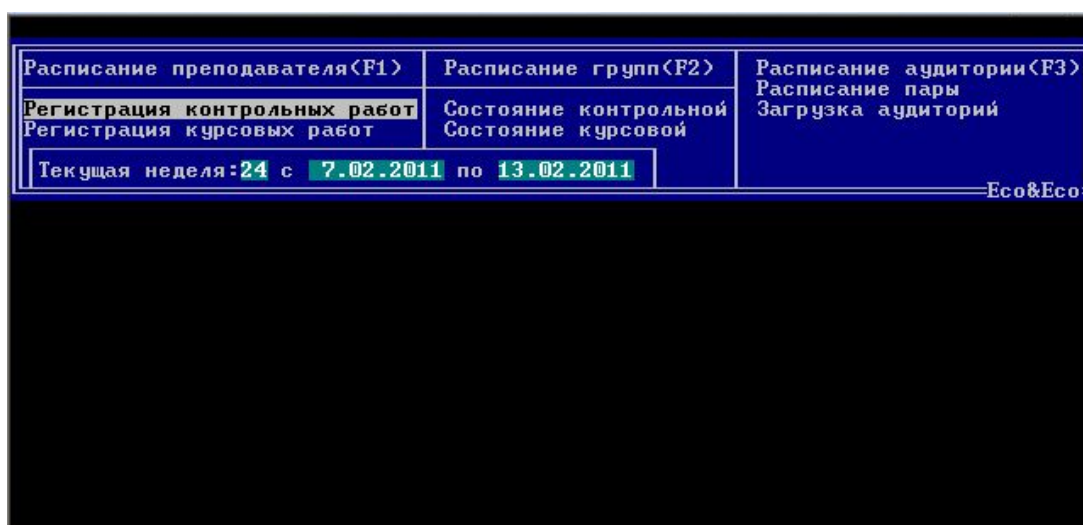 Расписание преподавателя(F1)
Регистрация контрольных работ
Регистрация курсовых работ
Расписание групп(F2)
Состояние контрольной
Состояние курсовой
Расписание аудитории(F3)
Расписание пары
Загрузка аудиторий
Текущая неделя:24 с 7.02.2011 по 13.02.2011
Eco&Eco